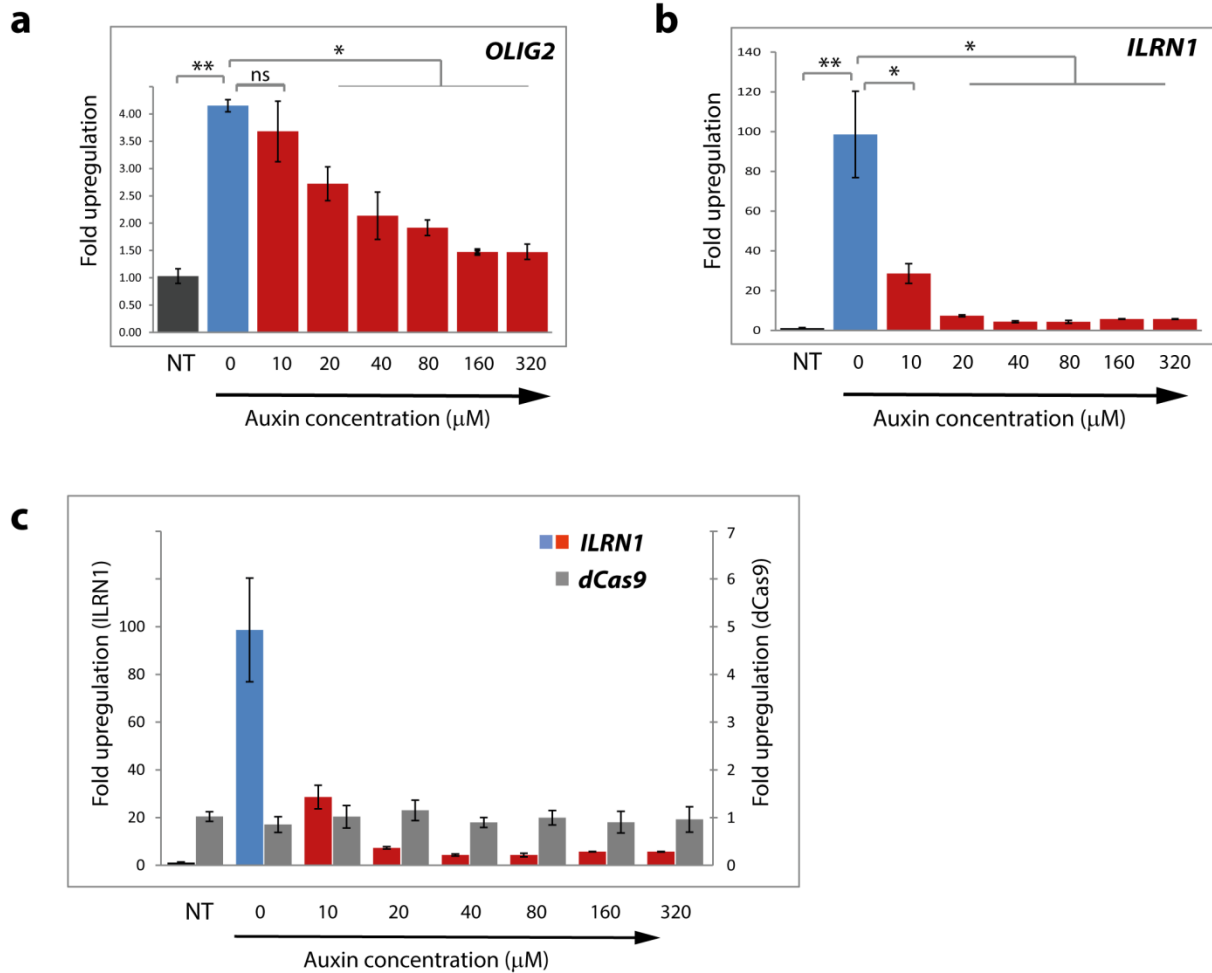 a
OLIG2
**
*
ns
Fold upregulation
4.00
3.50
3.00
2.50
2.00
1.50
1.00
0.50
0.00
NT 0 10 20 40 80 160 320
Auxin concentration (μM)
b
ILRN1
**
*
*
Fold upregulation
140
120
100
80
60
40
20
0
NT 0 10 20 40 80 160 320
Auxin concentration (μM)
c
ILRN1
dCas9
Fold upregulation (ILRN1)
100
80
60
40
20
0
Fold upregulation (dCas9)
7
6
5
4
3
2
1
0
NT 0 10 20 40 80 160 320
Auxin concentration (μM)